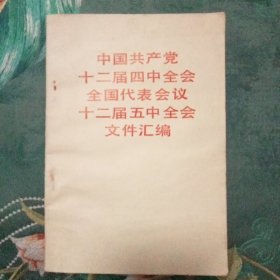 中国共产党
十二届四中全会
全国代表会议
十二届五中全会
文件汇编